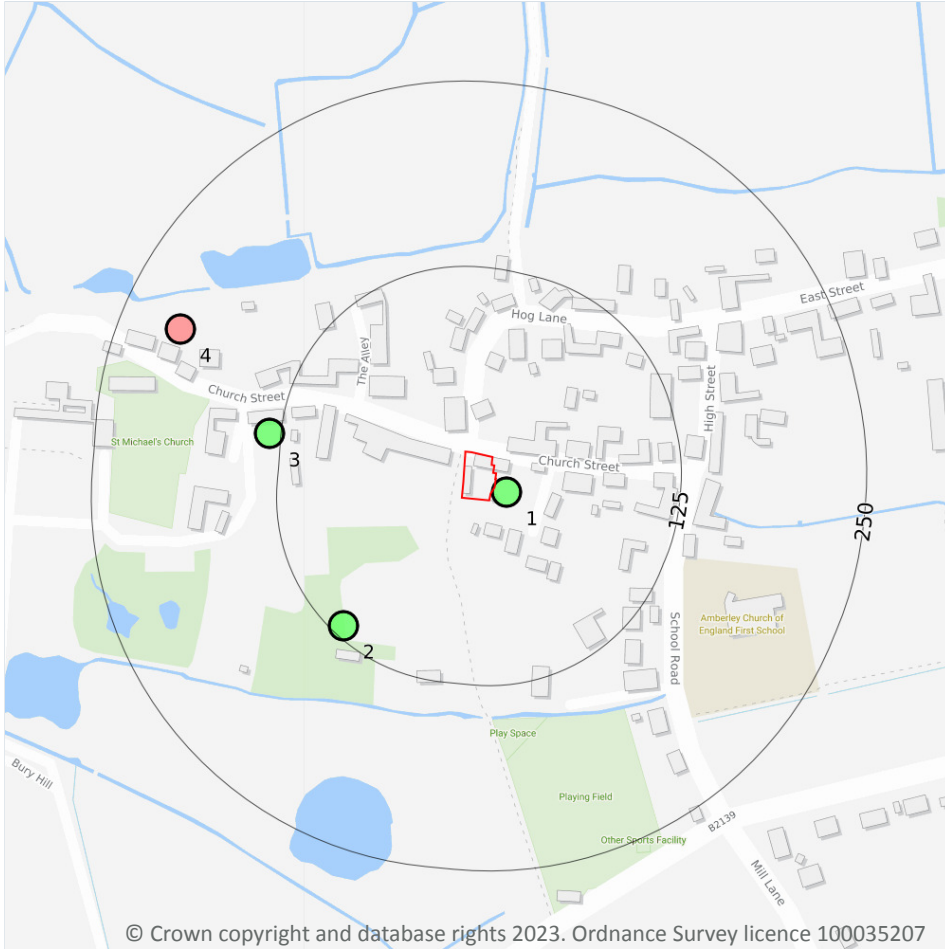 East Street
Hog Lane
4
The Alley
High Street
Church Street
St Michael's Church
3
Church Street
1
125
250
Amberley Church of
England First School
2
School Road
Play Space
Bury Hill
Playing Field
Other Sports Facility
B2139
Mill Lane
© Crown copyright and database rights 2023. Ordnance Survey licence 100035207